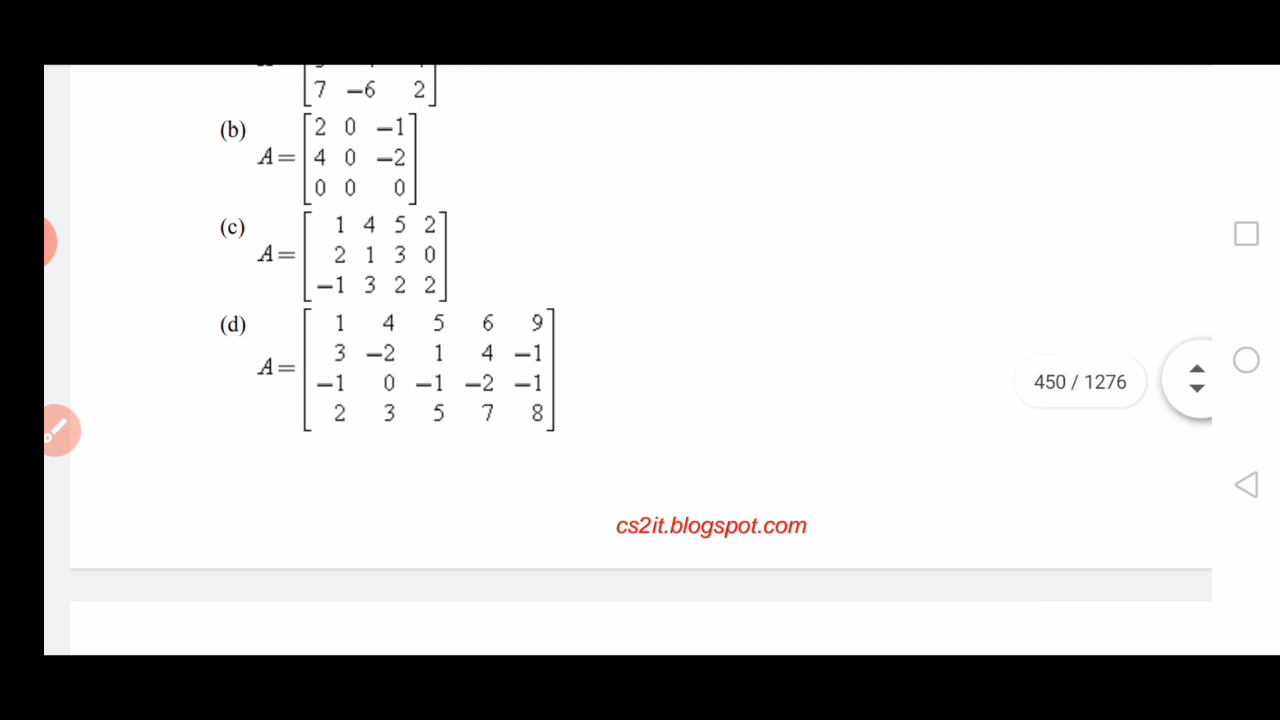 7 −6 2
(b) A = [2 0 −1
4 0 −2
0 0 0]
(c) A = [1 4 5 2
2 1 3 0
−1 3 2 2]
(d) A = [1 4 5 6 9
3 −2 1 4 −1
−1 0 −1 −2 −1
2 3 5 7 8]
450 / 1276
cs2it.blogspot.com